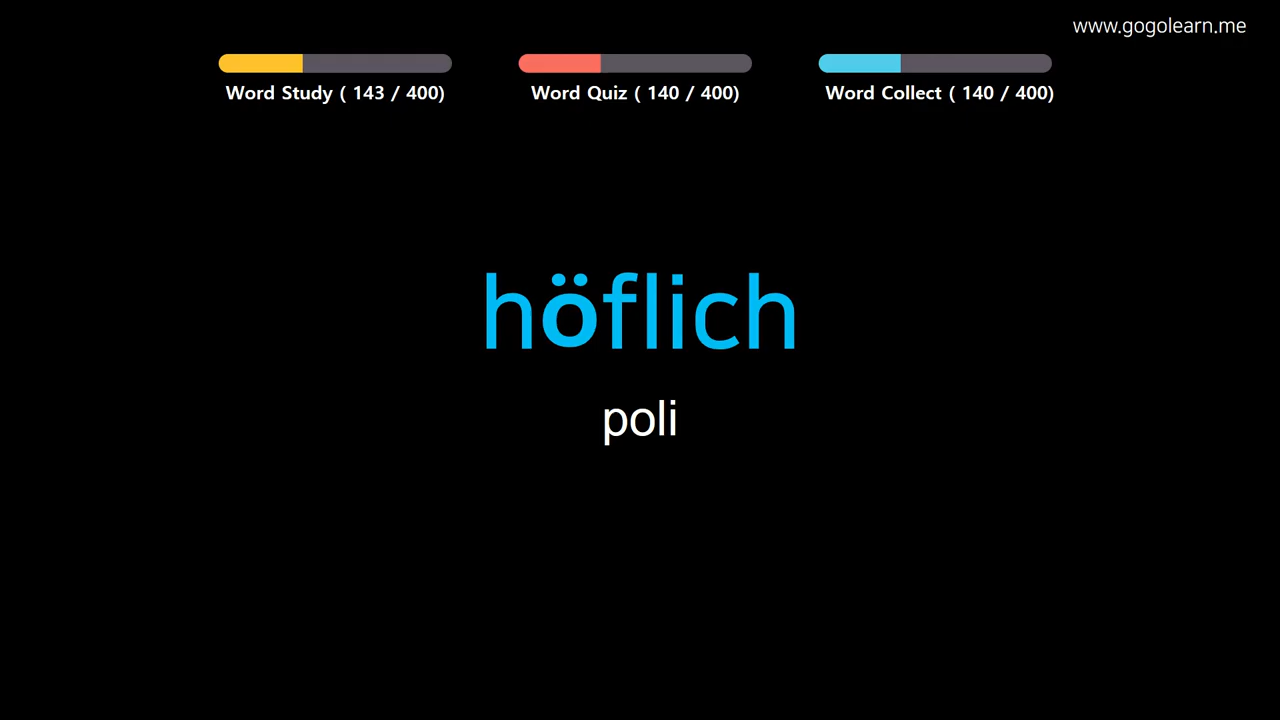 www.gogolearn.me
Word Study ( 143 / 400)
Word Quiz ( 140 / 400)
Word Collect ( 140 / 400)
höflich
poli